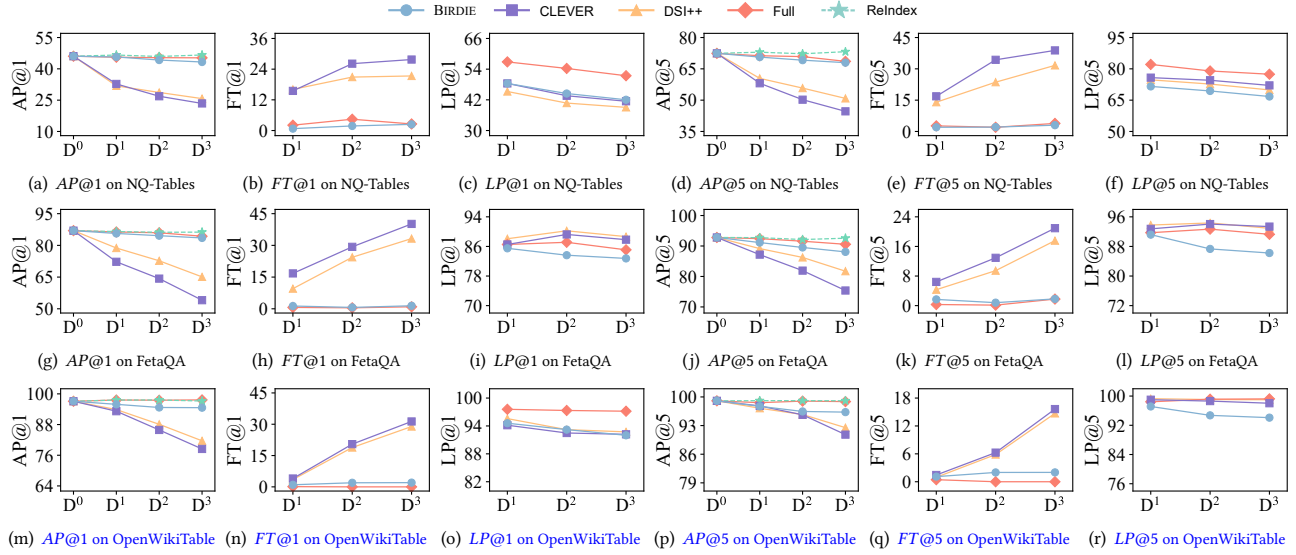 BIRDIE CLEVER DSI++ Full ReIndex
AP@1 55 40 25 10 D0 D1 D2 D3
FT@1 36 24 12 0 D1 D2 D3
LP@1 66 54 42 30 D1 D2 D3
AP@5 80 65 50 35 D0 D1 D2 D3
FT@5 45 30 15 0 D1 D2 D3
LP@5 95 80 65 50 D1 D2 D3
(a) AP@1 on NQ-Tables (b) FT@1 on NQ-Tables (c) LP@1 on NQ-Tables (d) AP@5 on NQ-Tables (e) FT@5 on NQ-Tables (f) LP@5 on NQ-Tables
AP@1 95 80 65 50 D0 D1 D2 D3
FT@1 45 30 15 0 D1 D2 D3
LP@1 94 86 78 70 D1 D2 D3
AP@5 100 90 80 70 D0 D1 D2 D3
FT@5 24 16 8 0 D1 D2 D3
LP@5 96 88 80 72 D1 D2 D3
(g) AP@1 on FetaQA (h) FT@1 on FetaQA (i) LP@1 on FetaQA (j) AP@5 on FetaQA (k) FT@5 on FetaQA (l) LP@5 on FetaQA
AP@1 100 88 76 64 D0 D1 D2 D3
FT@1 45 30 15 0 D1 D2 D3
LP@1 100 94 88 82 D1 D2 D3
AP@5 100 93 86 79 D0 D1 D2 D3
FT@5 18 12 6 0 D1 D2 D3
LP@5 100 92 84 76 D1 D2 D3
(m) AP@1 on OpenWikiTable (n) FT@1 on OpenWikiTable (o) LP@1 on OpenWikiTable (p) AP@5 on OpenWikiTable (q) FT@5 on OpenWikiTable (r) LP@5 on OpenWikiTable